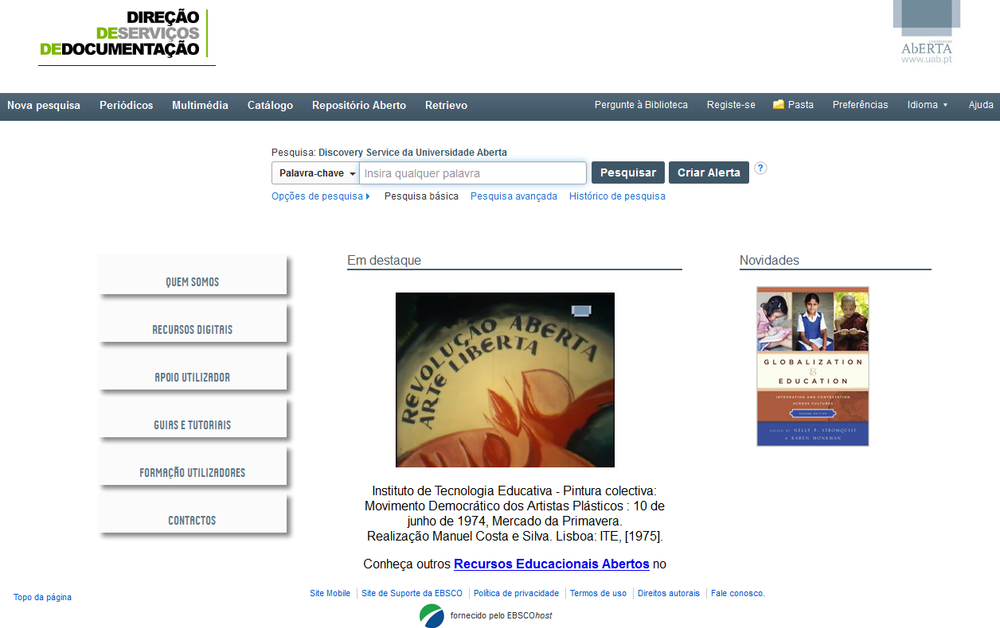 DIREÇÃO
DESERVIÇOS
DEDOCUMENTAÇÃO
UNIVERSIDADE
AbERTA
www.uab.pt
Nova pesquisa Periódicos Multimédia Catálogo Repositório Aberto Retrievo Pergunte à Biblioteca Registe-se Pasta Preferências Idioma Ajuda
Pesquisa: Discovery Service da Universidade Aberta
Palavra-chave Insira qualquer palavra Pesquisar Criar Alerta ?
Opções de pesquisa Pesquisa básica Pesquisa avançada Histórico de pesquisa
QUEM SOMOS
RECURSOS DIGITAIS
APOIO UTILIZADOR
GUIAS E TUTORIAIS
FORMAÇÃO UTILIZADORES
CONTACTOS
Em destaque
REVOLUÇÃO ABERTA
ARTE LIBERTA
Instituto de Tecnologia Educativa - Pintura colectiva:
Movimento Democrático dos Artistas Plásticos : 10 de
junho de 1974, Mercado da Primavera.
Realização Manuel Costa e Silva. Lisboa: ITE, [1975].
Conheça outros Recursos Educacionais Abertos no
Novidades
GLOBALIZATION
&
EDUCATION
INTEGRATION AND CONTESTATION
ACROSS CULTURES
SECOND EDITION
EDITED BY NELLY P. STROMQUIST
& KAREN MONKMAN
Topo da página
Site Mobile Site de Suporte da EBSCO Política de privacidade Termos de uso Direitos autorais Fale conosco.
fornecido pelo EBSCOhost